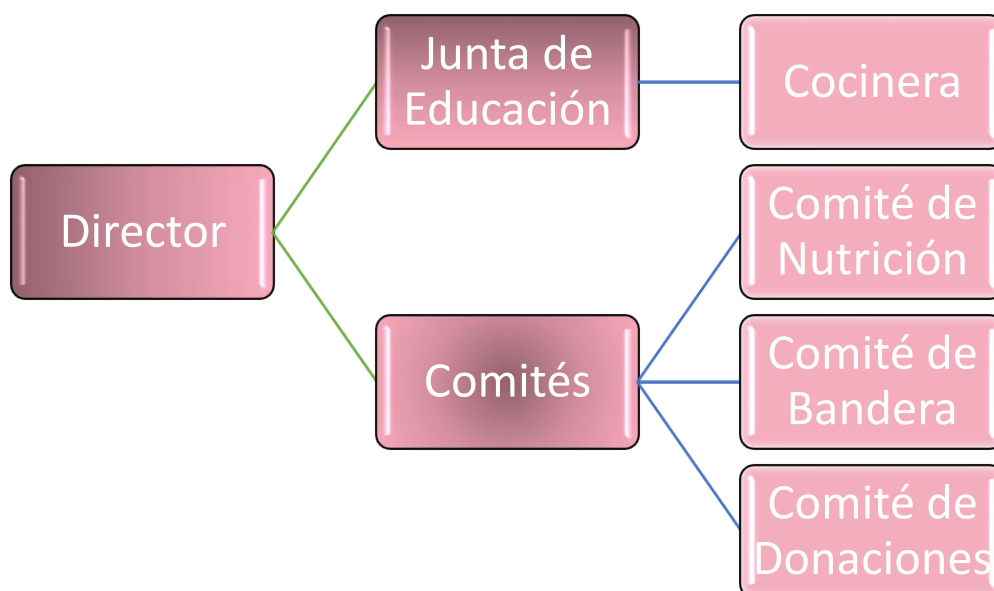 Director
Junta de
Educación
Comités
Cocinera
Comité de
Nutrición
Comité de
Bandera
Comité de
Donaciones